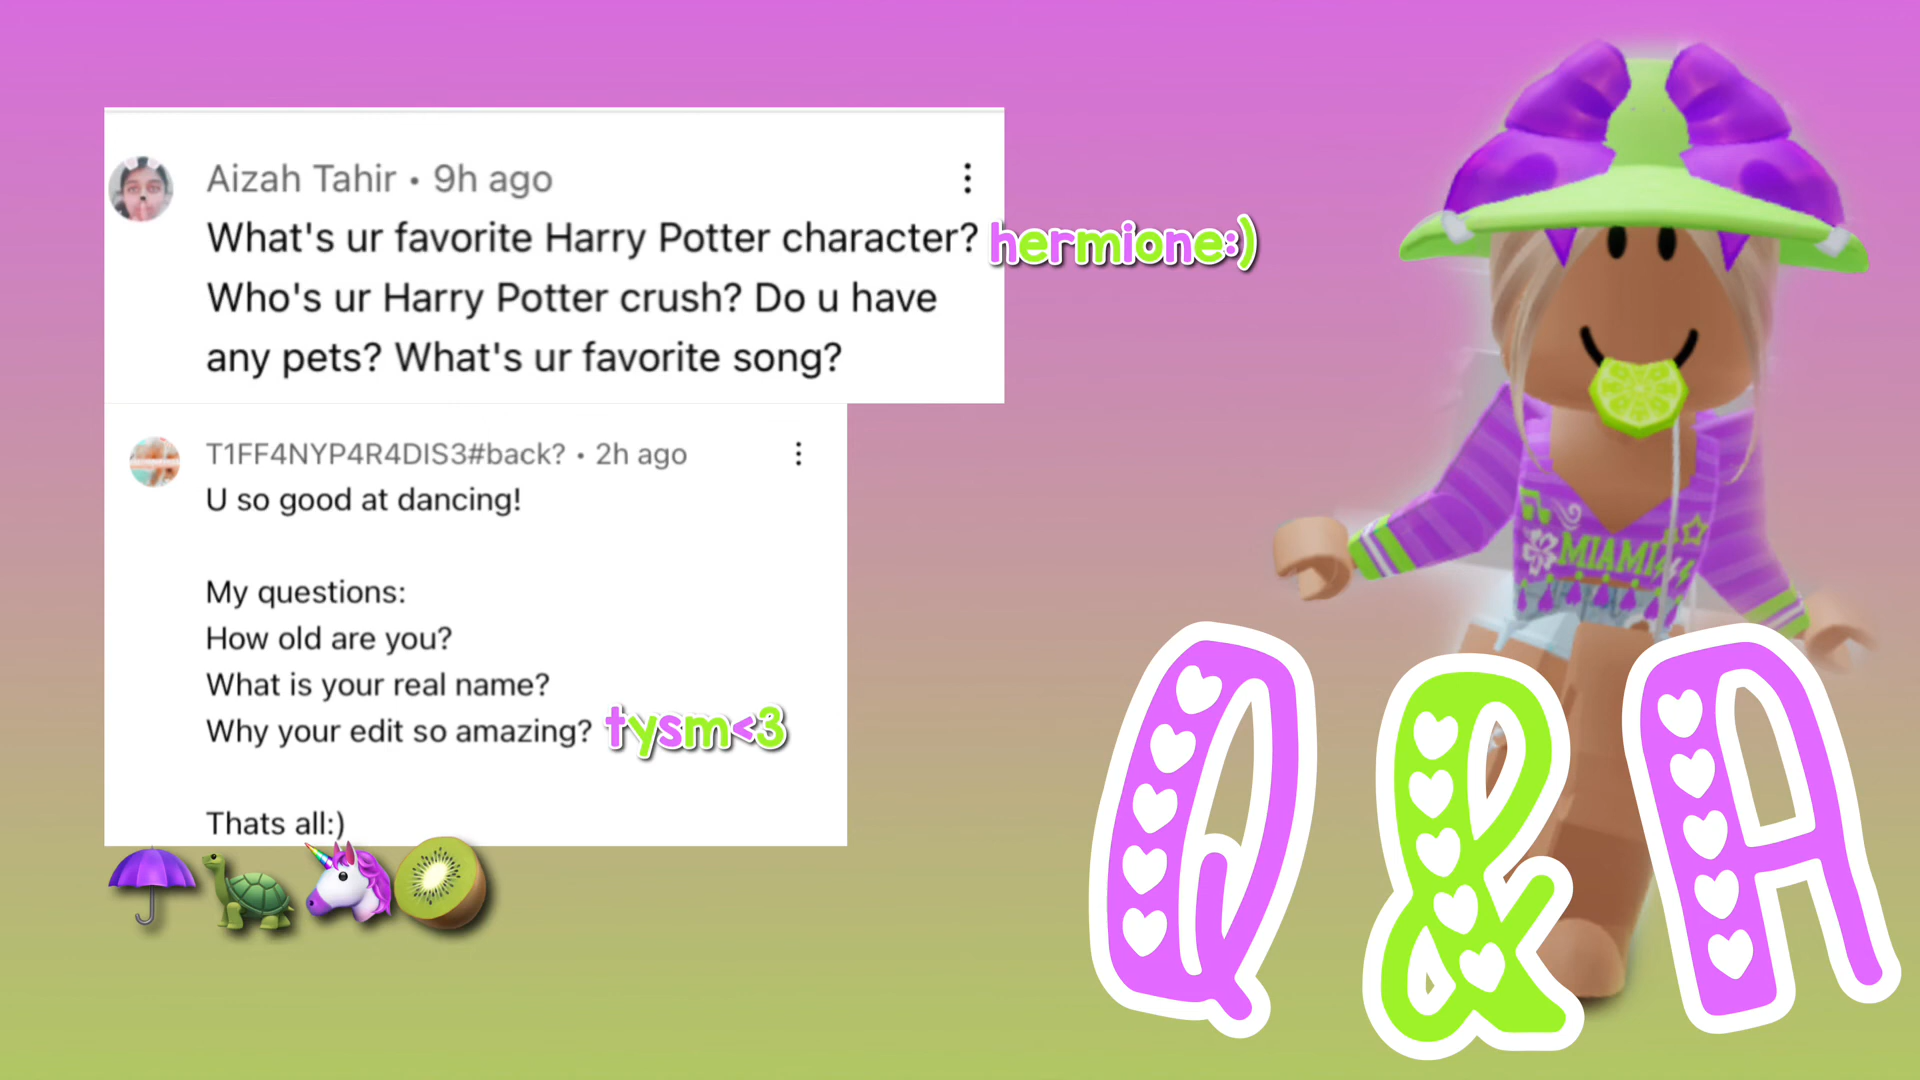 Aizah Tahir • 9h ago
What's ur favorite Harry Potter character? hermione:)
Who's ur Harry Potter crush? Do u have
any pets? What's ur favorite song?
T1FF4NYP4R4DIS3#back? • 2h ago
U so good at dancing!
My questions:
How old are you?
What is your real name?
Why your edit so amazing? tysm<3
Thats all:)
MIAMI
Q & A